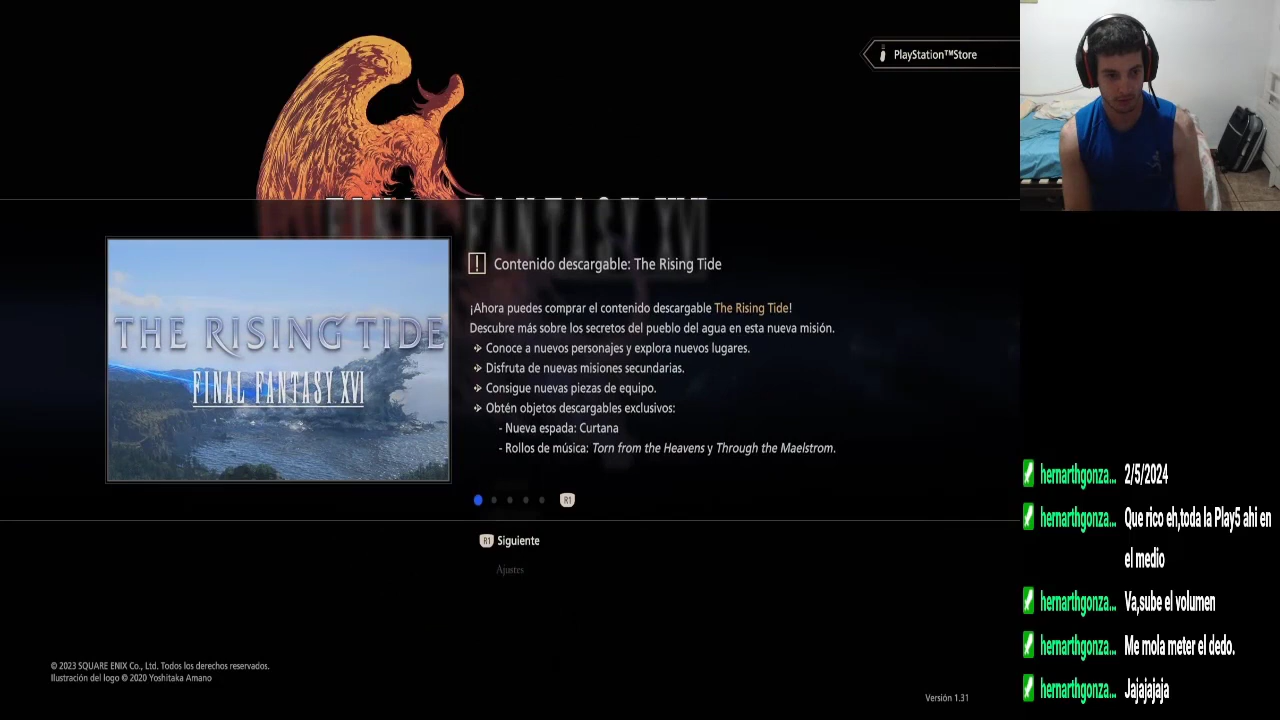 PlayStation™Store
FINAL FANTASY XVI
THE RISING TIDE
FINAL FANTASY XVI
Contenido descargable: The Rising Tide
¡Ahora puedes comprar el contenido descargable The Rising Tide!
Descubre más sobre los secretos del pueblo del agua en esta nueva misión.
Conoce a nuevos personajes y explora nuevos lugares.
Disfruta de nuevas misiones secundarias.
Consigue nuevas piezas de equipo.
Obtén objetos descargables exclusivos:
- Nueva espada: Curtana
- Rollos de música: Torn from the Heavens y Through the Maelstrom.
R1
R1 Siguiente
Ajustes
© 2023 SQUARE ENIX Co., Ltd. Todos los derechos reservados.
Ilustración del logo © 2020 Yoshitaka Amano
Versión 1.31
hernarthgonza... 2/5/2024
hernarthgonza... Que rico eh,toda la Play5 ahi en
el medio
hernarthgonza... Va,sube el volumen
hernarthgonza... Me mola meter el dedo.
hernarthgonza... Jajajajaja